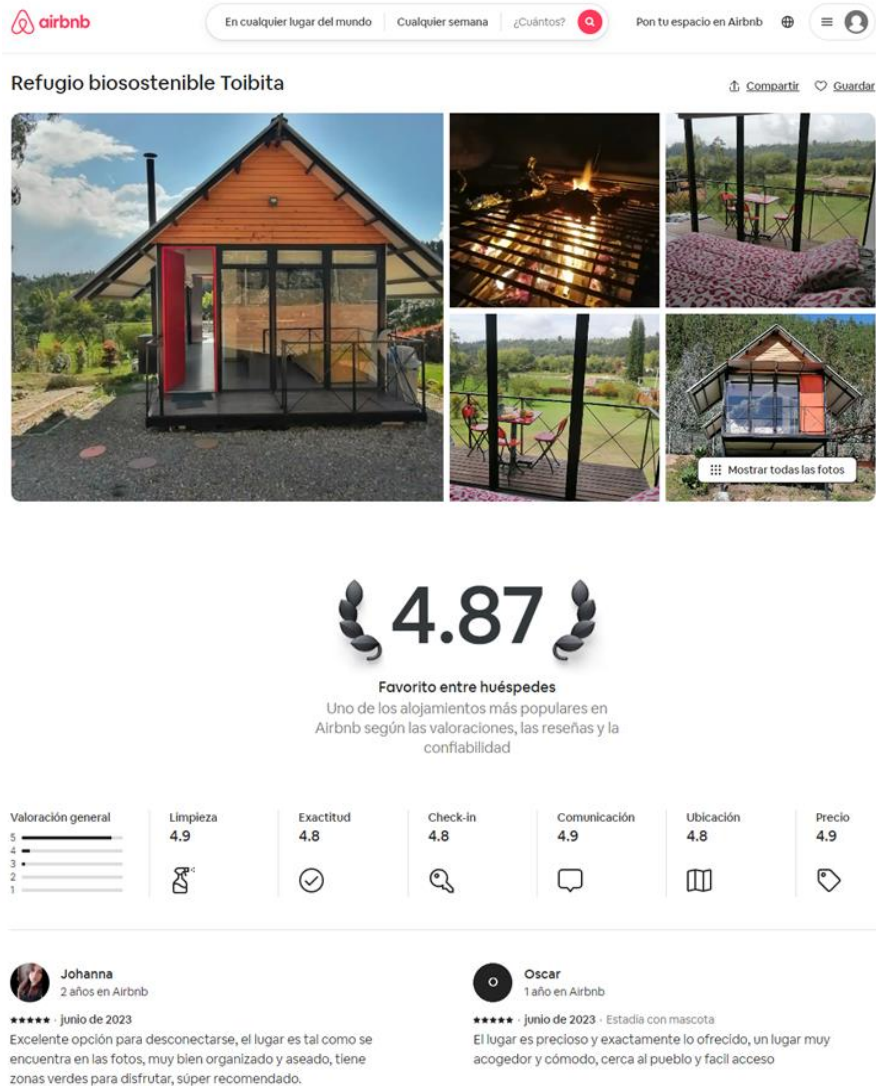 airbnb
En cualquier lugar del mundo
Cualquier semana
¿Cuántos?
Pon tu espacio en Airbnb
Refugio biosostenible Toibita
Compartir
Guardar
Mostrar todas las fotos
4.87
Favorito entre huéspedes
Uno de los alojamientos más populares en
Airbnb según las valoraciones, las reseñas y la
confiabilidad
Valoración general
5
4
3
2
1
Limpieza
4.9
Exactitud
4.8
Check-in
4.8
Comunicación
4.9
Ubicación
4.8
Precio
4.9
Johanna
2 años en Airbnb
★★★★★ · junio de 2023
Excelente opción para desconectarse, el lugar es tal como se
encuentra en las fotos, muy bien organizado y aseado, tiene
zonas verdes para disfrutar, súper recomendado.
O
Oscar
1 año en Airbnb
★★★★★ · junio de 2023 · Estadía con mascota
El lugar es precioso y exactamente lo ofrecido, un lugar muy
acogedor y cómodo, cerca al pueblo y facil acceso